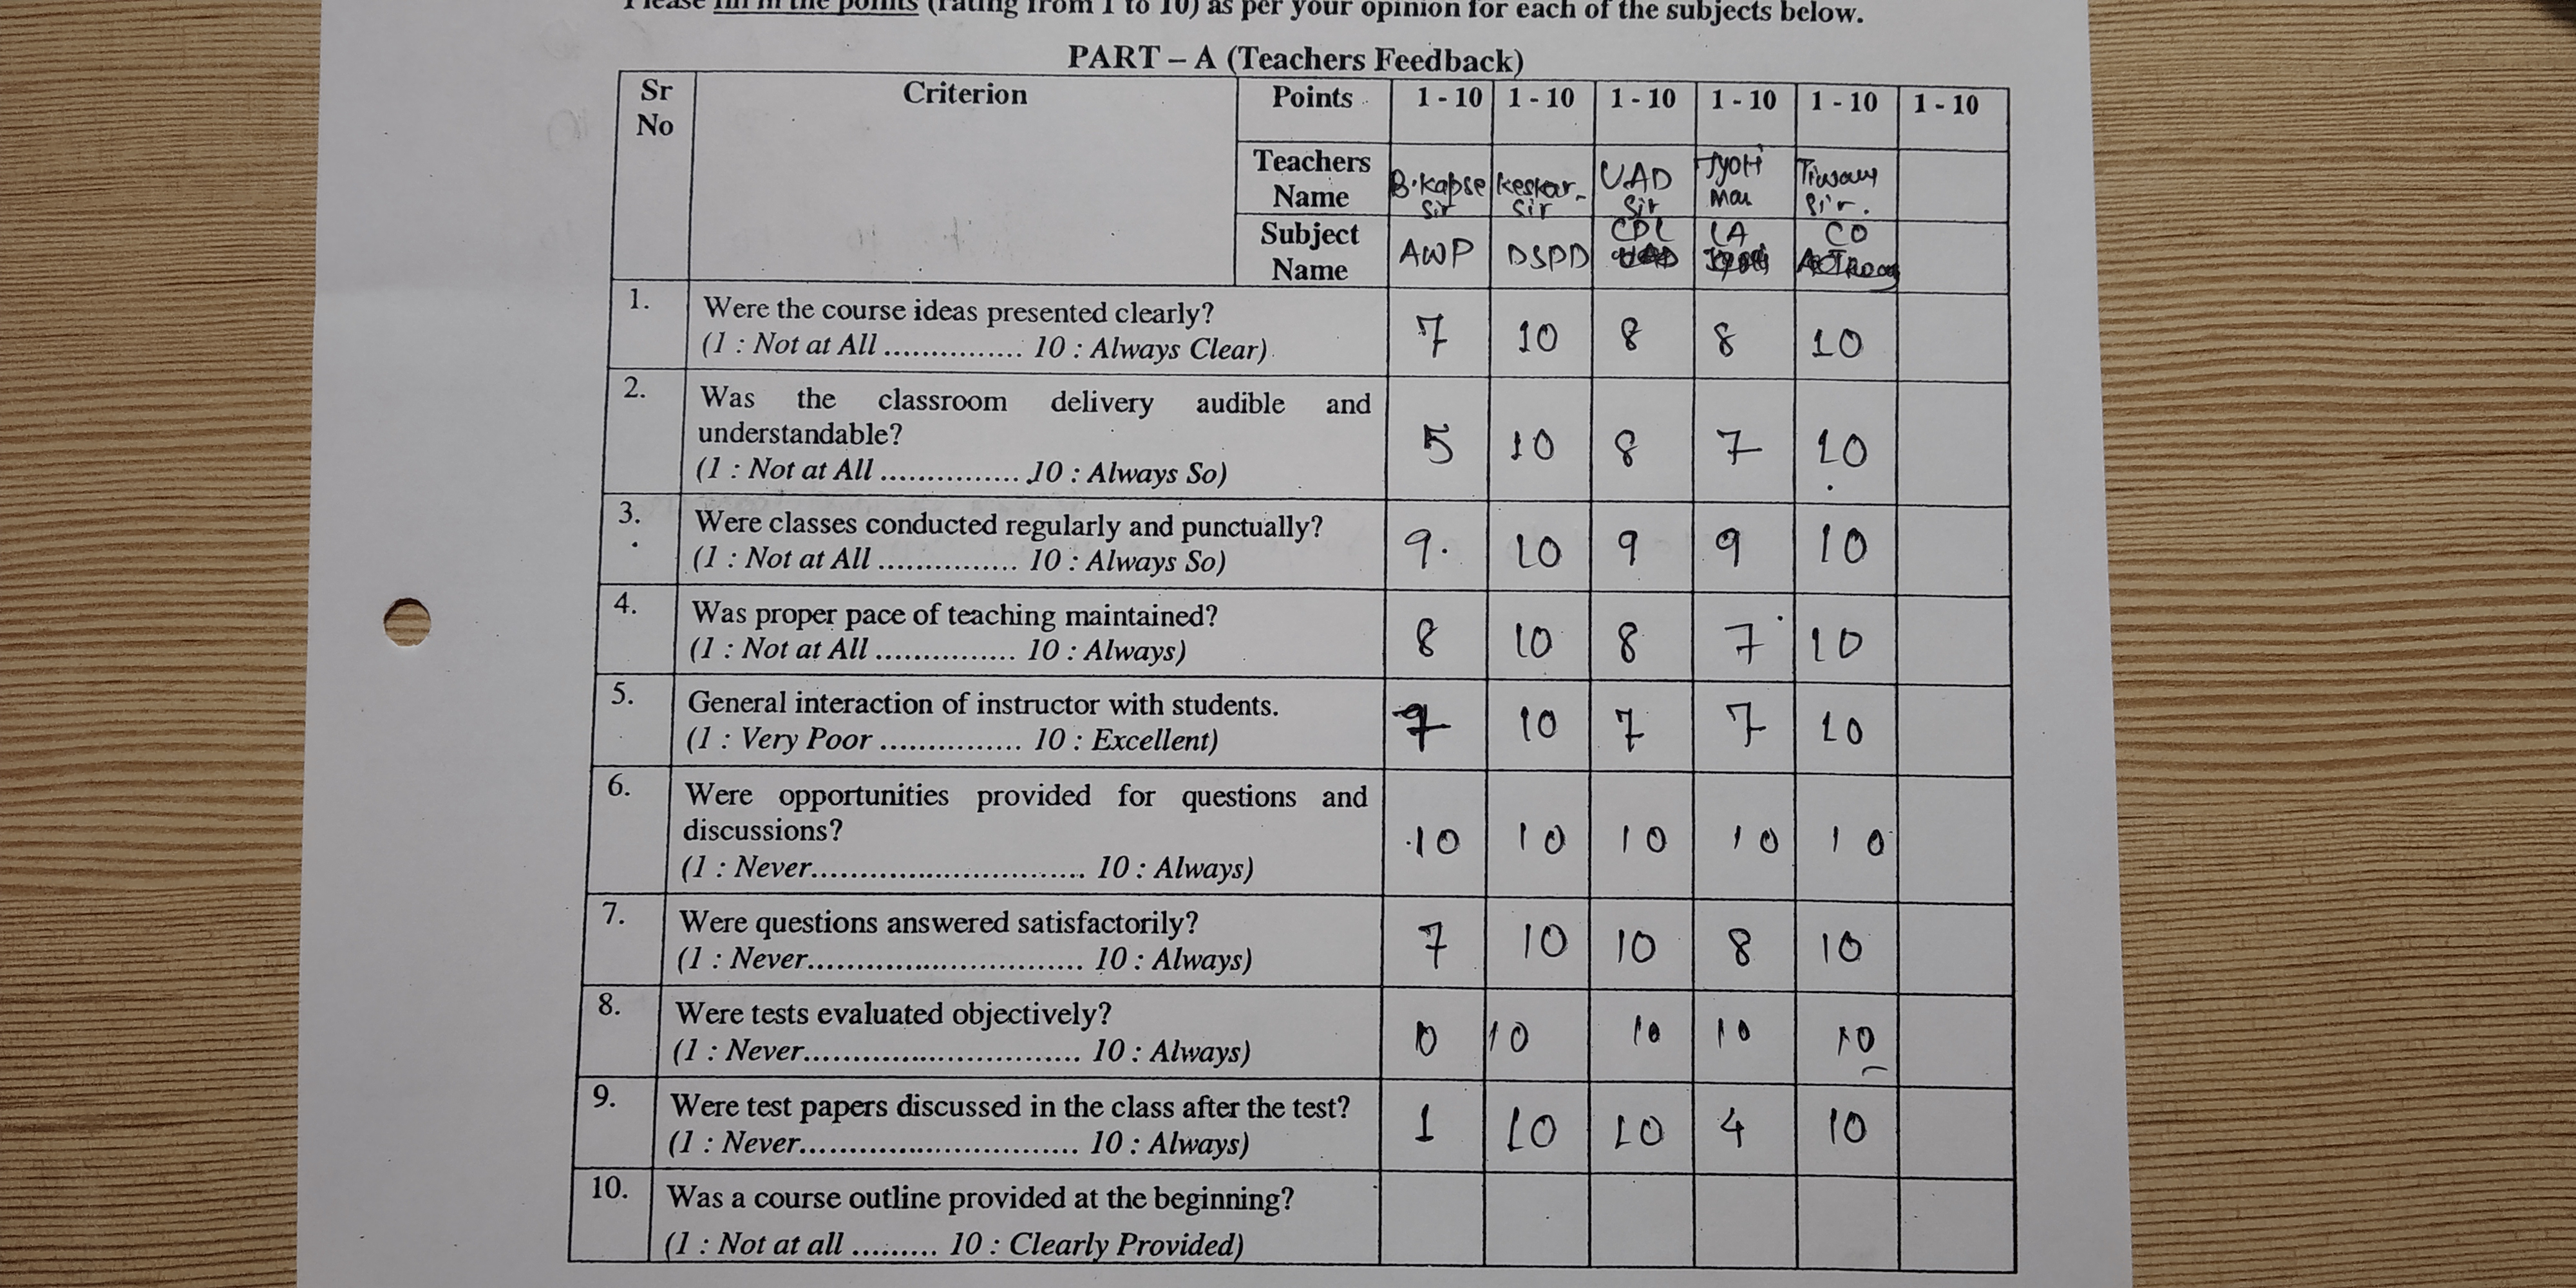 Please fill in the points (rating from 1 to 10) as per your opinion for each of the subjects below.
PART – A (Teachers Feedback)
Sr No Criterion Points 1 - 10 1 - 10 1 - 10 1 - 10 1 - 10 1 - 10
Teachers Name B.Kapse Sir Keskar Sir UAD Sir Jyoti Mam Tiwary Sir.
Subject Name AWP DSPD CDL LA CO
1. Were the course ideas presented clearly? 7 10 8 8 10
(1 : Not at All ............... 10 : Always Clear)
2. Was the classroom delivery audible and
understandable? 5 10 8 7 10
(1 : Not at All ............... 10 : Always So)
3. Were classes conducted regularly and punctually? 9 10 9 9 10
(1 : Not at All ............... 10 : Always So)
4. Was proper pace of teaching maintained? 8 10 8 7 10
(1 : Not at All ............... 10 : Always)
5. General interaction of instructor with students. 7 10 7 7 10
(1 : Very Poor ............... 10 : Excellent)
6. Were opportunities provided for questions and
discussions? 10 10 10 10 10
(1 : Never.............................. 10 : Always)
7. Were questions answered satisfactorily? 7 10 10 8 10
(1 : Never.............................. 10 : Always)
8. Were tests evaluated objectively? 10 10 10 10
(1 : Never.............................. 10 : Always)
9. Were test papers discussed in the class after the test? 1 10 10 4 10
(1 : Never.............................. 10 : Always)
10. Was a course outline provided at the beginning?
(1 : Not at all ......... 10 : Clearly Provided)